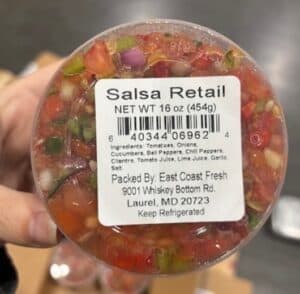 Salsa Retail
NET WT 16 oz (454g)
6 40344 06962 4
Ingredients: Tomatoes, Onions,
Cucumbers, Bell Peppers, Chili Peppers,
Cilantro, Tomato Juice, Lime Juice, Garlic,
Salt.
Packed By: East Coast Fresh
9001 Whiskey Bottom Rd.
Laurel, MD 20723
Keep Refrigerated